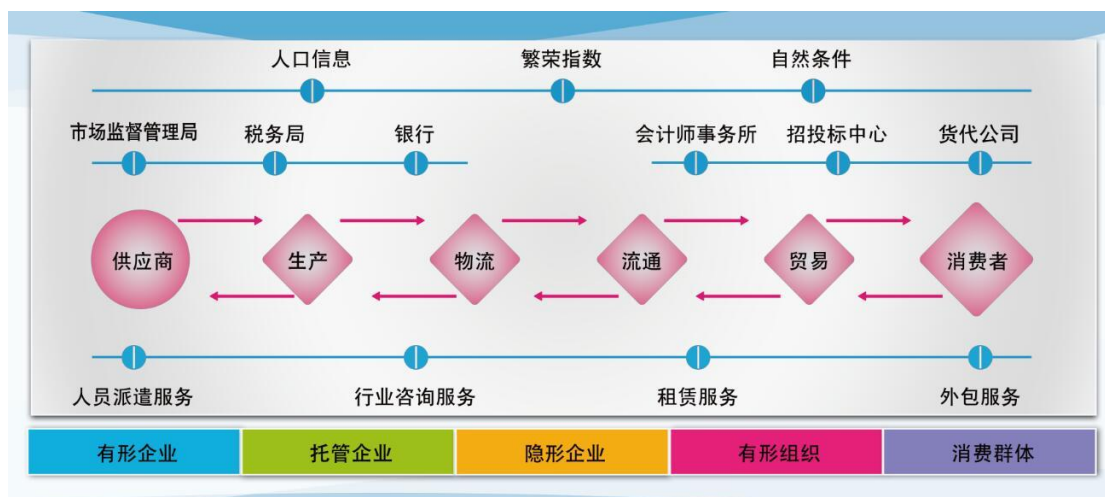 人口信息 繁荣指数 自然条件
市场监督管理局 税务局 银行 会计师事务所 招投标中心 货代公司
供应商 生产 物流 流通 贸易 消费者
人员派遣服务 行业咨询服务 租赁服务 外包服务
有形企业 托管企业 隐形企业 有形组织 消费群体